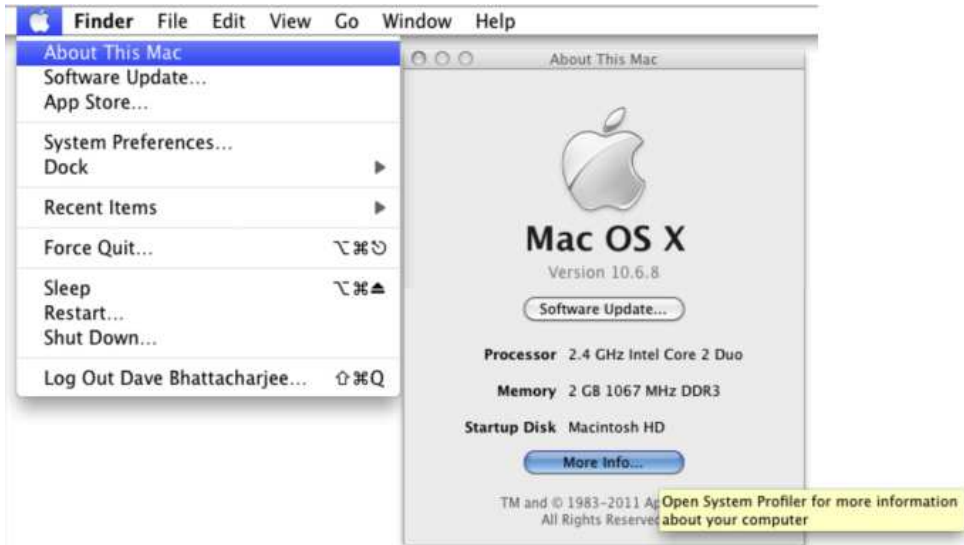 Finder File Edit View Go Window Help
About This Mac
Software Update...
App Store...
System Preferences...
Dock
Recent Items
Force Quit... ⌥⌘⎋
Sleep ⌥⌘⏏
Restart...
Shut Down...
Log Out Dave Bhattacharjee... ⇧⌘Q
About This Mac
Mac OS X
Version 10.6.8
Software Update...
Processor 2.4 GHz Intel Core 2 Duo
Memory 2 GB 1067 MHz DDR3
Startup Disk Macintosh HD
More Info...
TM and © 1983-2011
All Rights
Open System Profiler for more information
about your computer